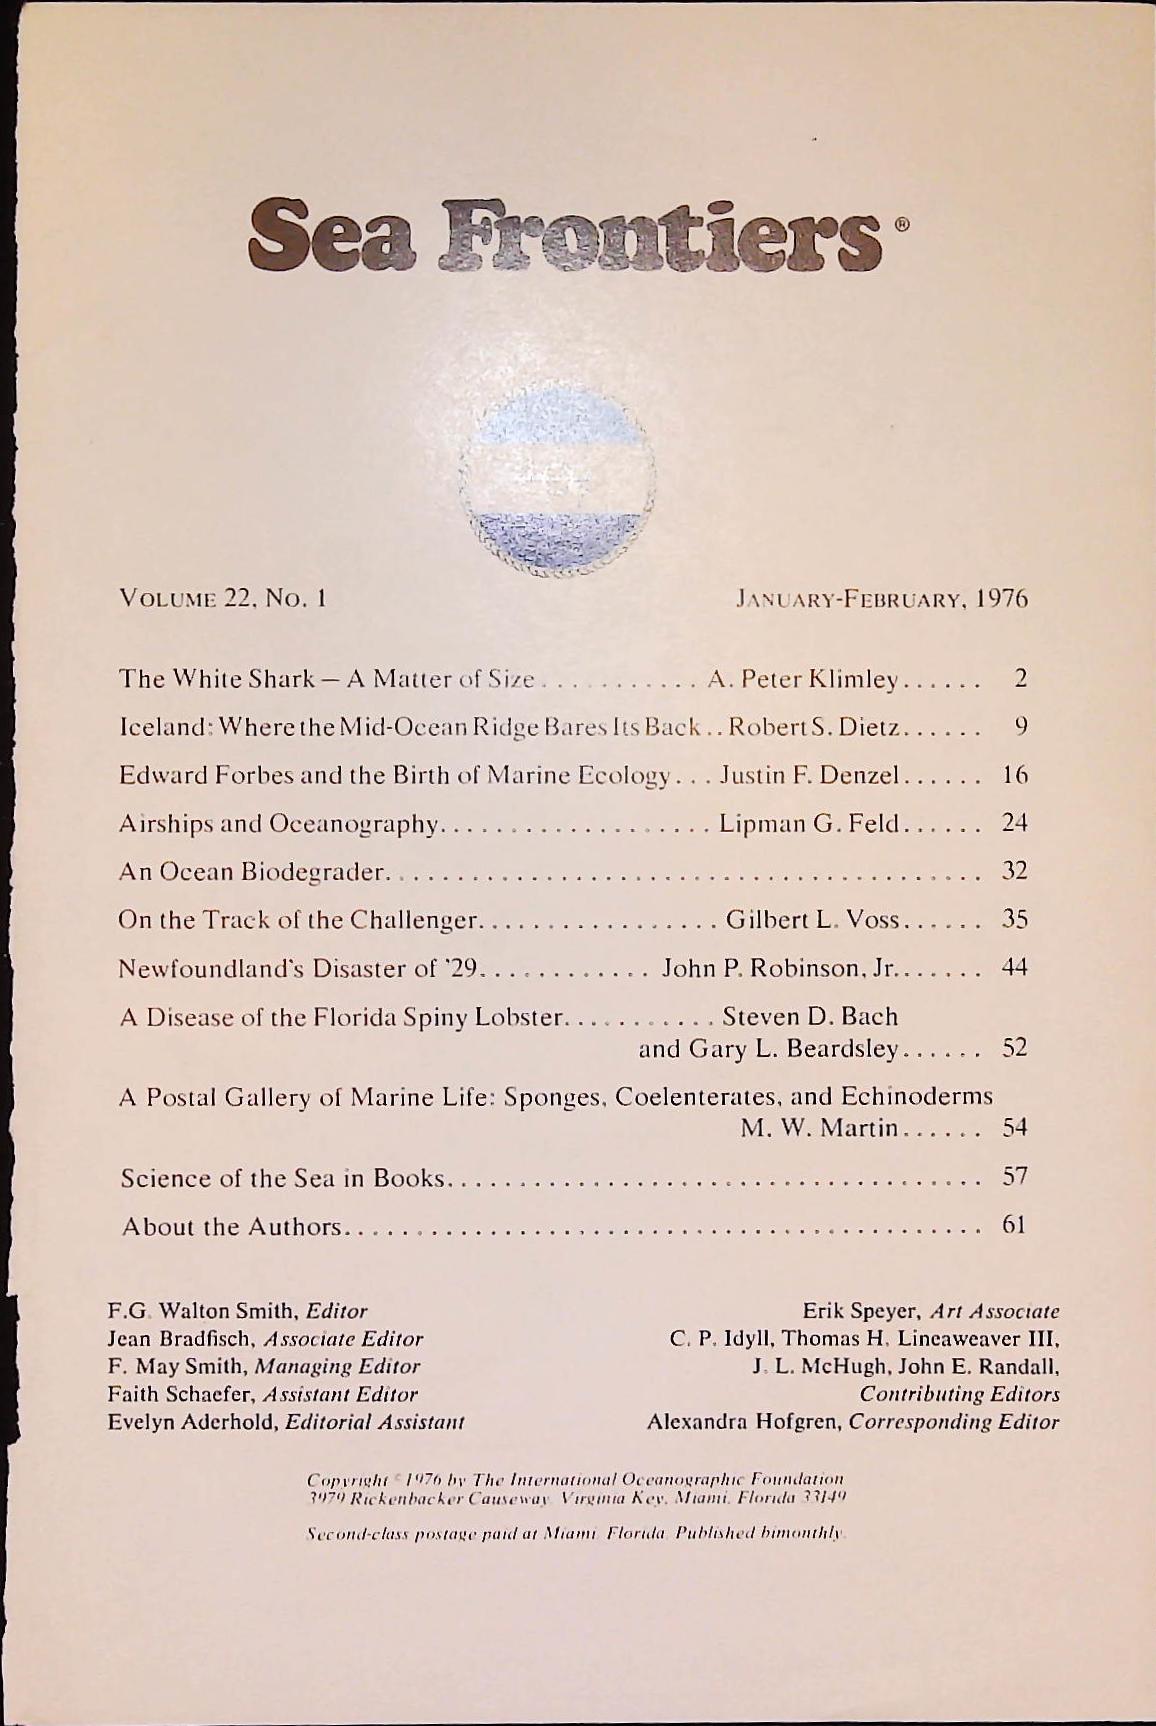 Sea Frontiers®
VOLUME 22, NO. 1 JANUARY-FEBRUARY, 1976
The White Shark — A Matter of Size . . . . . . . . . . . A. Peter Klimley . . . . . . 2
Iceland: Where the Mid-Ocean Ridge Bares Its Back . . Robert S. Dietz . . . . . . 9
Edward Forbes and the Birth of Marine Ecology . . . Justin F. Denzel . . . . . . 16
Airships and Oceanography . . . . . . . . . . . . . . . . . . . Lipman G. Feld . . . . . . 24
An Ocean Biodegrader . . . . . . . . . . . . . . . . . . . . . . . . . . . . . . . . . . . . . . . . . . 32
On the Track of the Challenger . . . . . . . . . . . . . . . . . Gilbert L. Voss . . . . . . 35
Newfoundland's Disaster of '29 . . . . . . . . . . . . John P. Robinson, Jr. . . . . . . 44
A Disease of the Florida Spiny Lobster . . . . . . . . . . . Steven D. Bach
and Gary L. Beardsley . . . . . . 52
A Postal Gallery of Marine Life: Sponges, Coelenterates, and Echinoderms
M. W. Martin . . . . . . 54
Science of the Sea in Books . . . . . . . . . . . . . . . . . . . . . . . . . . . . . . . . . . . . . . 57
About the Authors . . . . . . . . . . . . . . . . . . . . . . . . . . . . . . . . . . . . . . . . . . . . . 61
F.G. Walton Smith, Editor
Jean Bradfisch, Associate Editor
F. May Smith, Managing Editor
Faith Schaefer, Assistant Editor
Evelyn Aderhold, Editorial Assistant
Erik Speyer, Art Associate
C. P. Idyll, Thomas H. Lineaweaver III,
J. L. McHugh, John E. Randall,
Contributing Editors
Alexandra Hofgren, Corresponding Editor
Copyright © 1976 by The International Oceanographic Foundation
3979 Rickenbacker Causeway, Virginia Key, Miami, Florida 33149
Second-class postage paid at Miami, Florida. Published bimonthly.